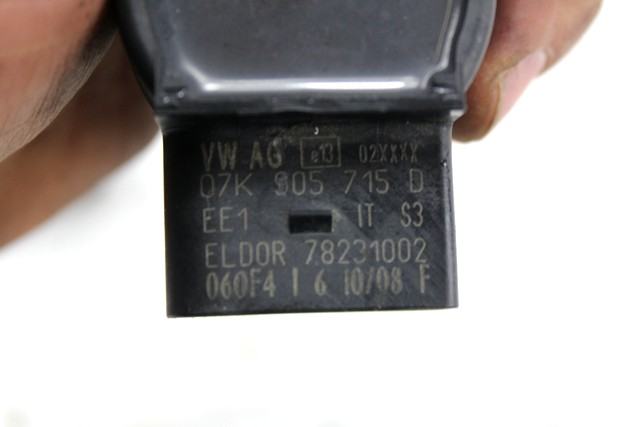 VW AG e13 02XXXX
07K 905 715 D
EE1 IT S3
ELDOR 78231002
060F4 I 6 10/08 F